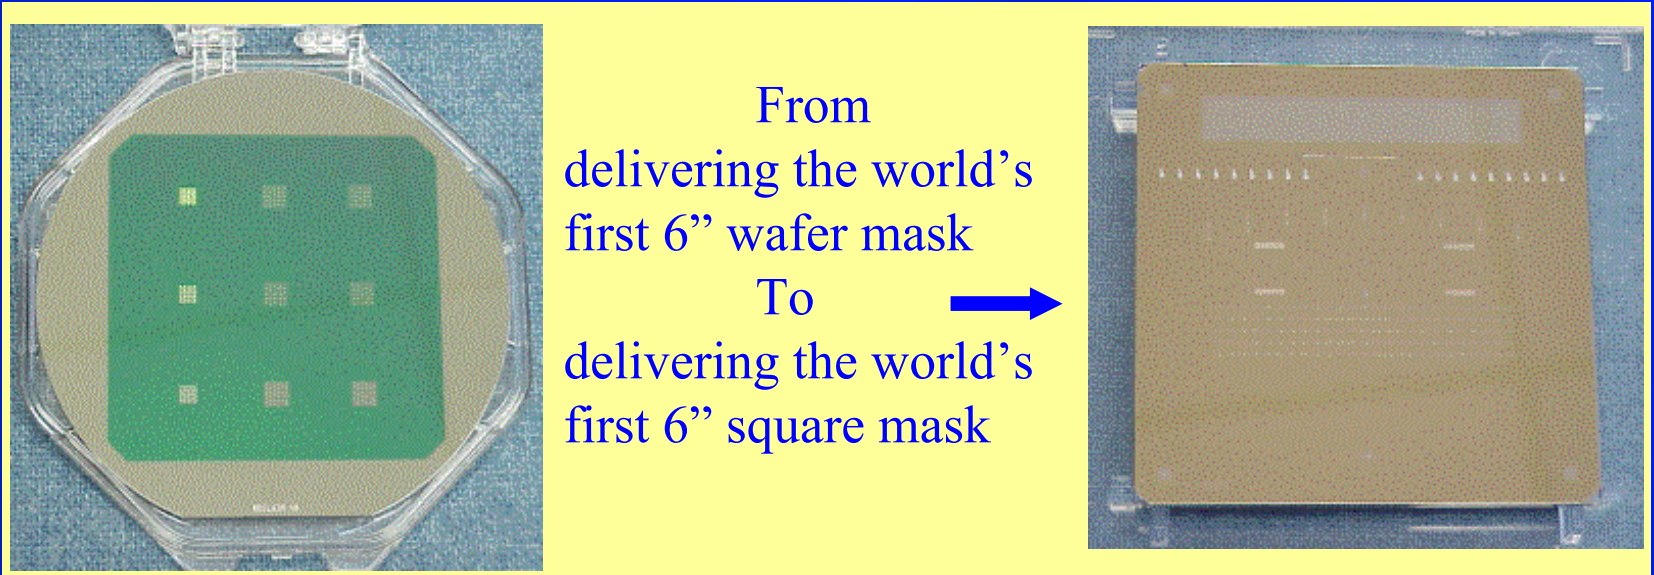 From
delivering the world’s
first 6” wafer mask
To
delivering the world’s
first 6” square mask